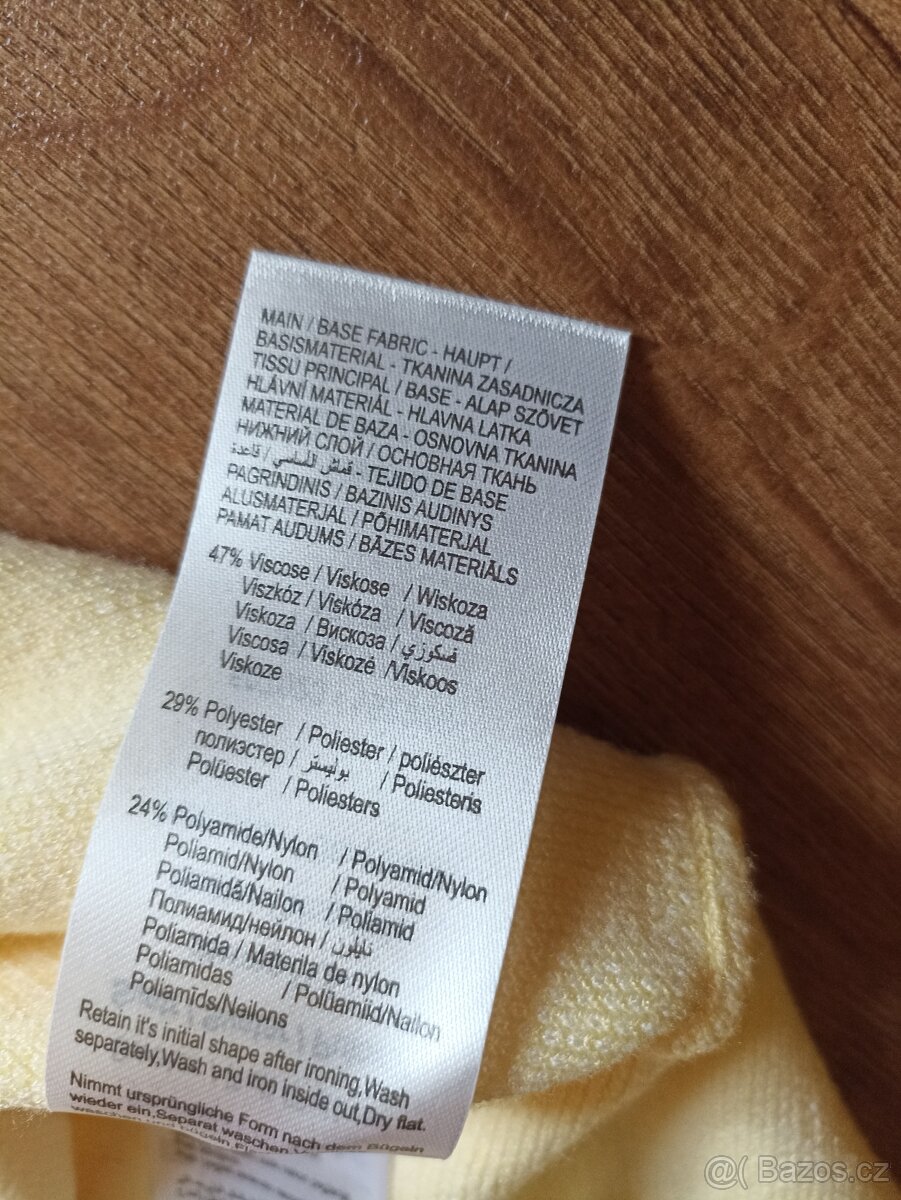 MAIN / BASE FABRIC - HAUPT /
BASISMATERIAL - TKANINA ZASADNICZA
TISSU PRINCIPAL / BASE - ALAP SZÖVET
HLÁVNÍ MATERIÁL - HLAVNA LATKA
MATERIAL DE BAZA - OSNOVNA TKANINA
НИЖНИЙ СЛОЙ / ОСНОВНАЯ ТКАНЬ
قماش الأساسي / قاعدة - TEJIDO DE BASE
PAGRINDINIS / BAZINIS AUDINYS
ALUSMATERJAL / PÕHIMATERJAL
PAMAT AUDUMS / BĀZES MATERIĀLS
47% Viscose / Viskose / Wiskoza
Viszkóz / Viskóza / Viscoză
Viskoza / Вискоза / فسكوزي
Viscosa / Viskozė / Viskoos
Viskoze
29% Polyester / Poliester / poliészter
полиэстер / بوليستر / Poliesteris
Polüester / Poliesters
24% Polyamide/Nylon / Polyamid/Nylon
Poliamid/Nylon / Polyamid
Poliamidă/Nailon / Poliamid
Полиамид/нейлон / نايلون
Poliamida / Materila de nylon
Poliamidas / Polüamiid/Nailon
Poliamīds/Neilons
Retain it's initial shape after ironing,Wash
separately,Wash and iron inside out,Dry flat.
Nimmt ursprüngliche Form nach dem Bügeln
wieder ein,Separat waschen
@( Bazos.cz